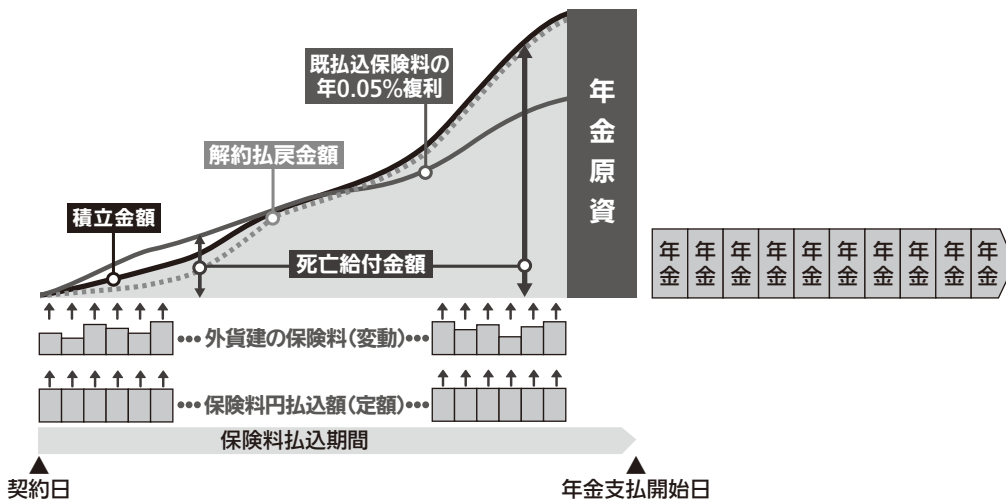 既払込保険料の
年0.05%複利
年金原資
解約払戻金額
積立金額
死亡給付金額
年金 年金 年金 年金 年金 年金 年金 年金 年金 年金
•••外貨建の保険料(変動)•••
•••保険料円払込額(定額)•••
保険料払込期間
契約日
年金支払開始日